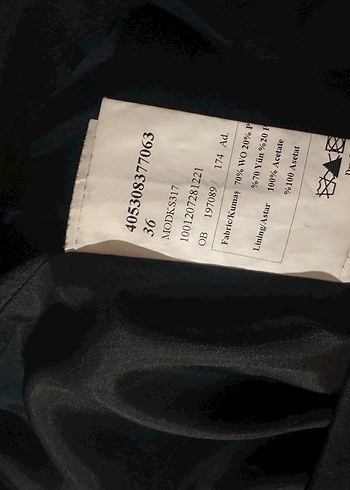 405308377063
36
MODKS317
1001207281221
OB 197089 174 Ad.
Fabric/Kumaş 70% WO 20% P
%70 Yün %20 P
Lining/Astar 100% Acetate
%100 Asetat